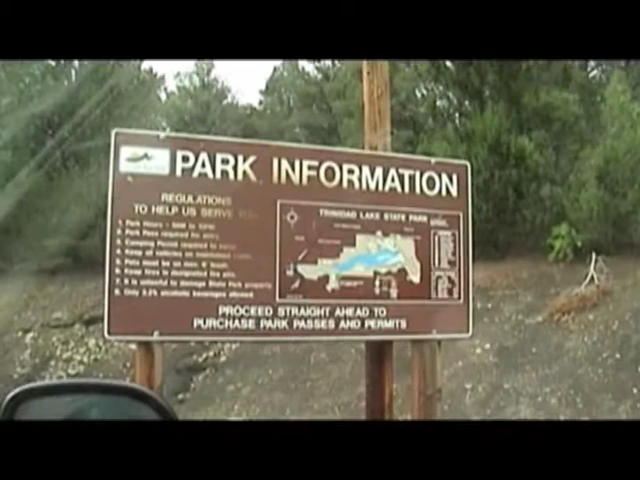 PARK INFORMATION
REGULATIONS
TO HELP US SERVE
1. Park Hours
2. Park Pass required for entry
3. Camping Permit required to
4. Keep all vehicles on
5. Pets must be on
6. Keep fires in designated fire
7. It is unlawful to damage State Park property
8. Only 3.2% alcoholic beverages allowed
TRINIDAD LAKE STATE PARK
PROCEED STRAIGHT AHEAD TO
PURCHASE PARK PASSES AND PERMITS